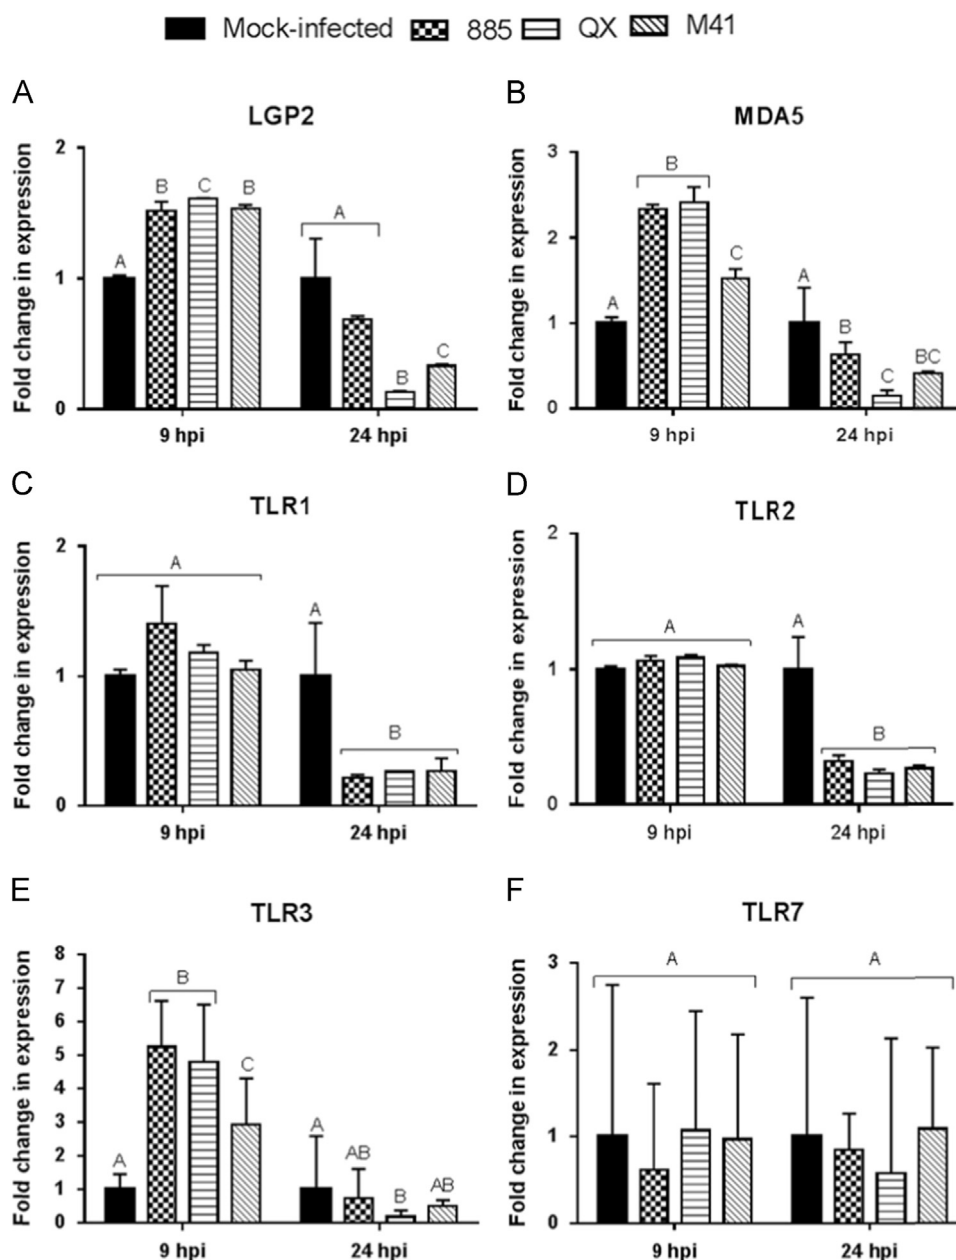 Mock-infected 885 QX M41
A
LGP2
Fold change in expression
2
1
0
A
B
C
B
A
B
C
9 hpi
24 hpi
B
MDA5
Fold change in expression
3
2
1
0
A
B
C
A
B
C
BC
9 hpi
24 hpi
C
TLR1
Fold change in expression
2
1
0
A
A
B
9 hpi
24 hpi
D
TLR2
Fold change in expression
2
1
0
A
A
B
9 hpi
24 hpi
E
TLR3
Fold change in expression
8
7
6
5
4
3
2
1
0
A
B
C
A
AB
B
AB
9 hpi
24 hpi
F
TLR7
Fold change in expression
3
2
1
0
A
A
9 hpi
24 hpi